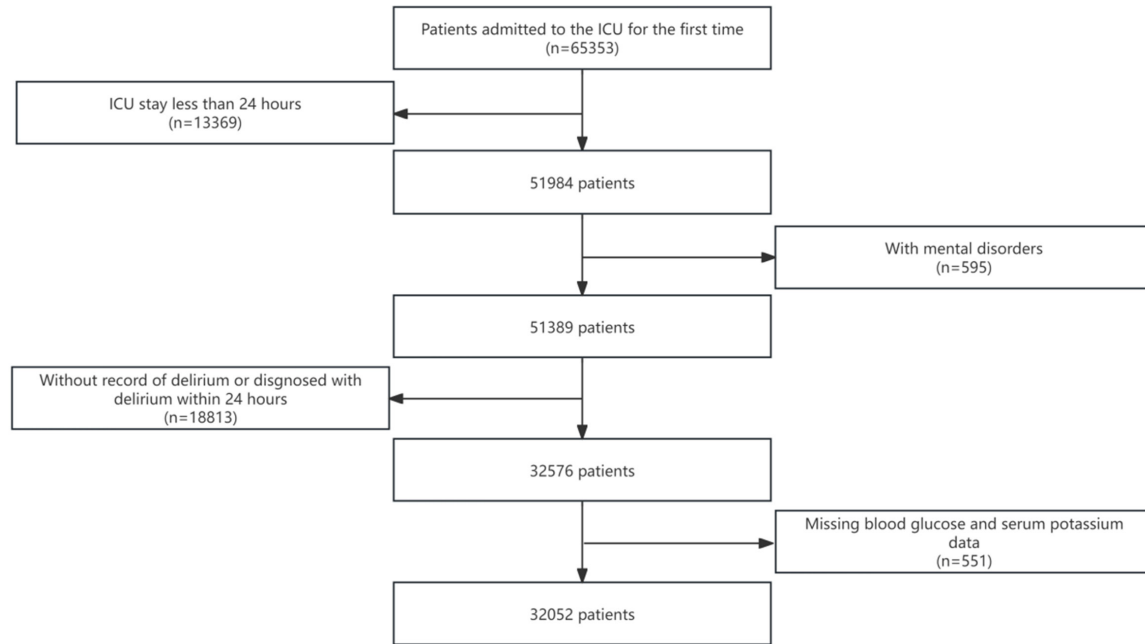 Patients admitted to the ICU for the first time
(n=65353)
ICU stay less than 24 hours
(n=13369)
51984 patients
With mental disorders
(n=595)
51389 patients
Without record of delirium or disgnosed with
delirium within 24 hours
(n=18813)
32576 patients
Missing blood glucose and serum potassium
data
(n=551)
32052 patients